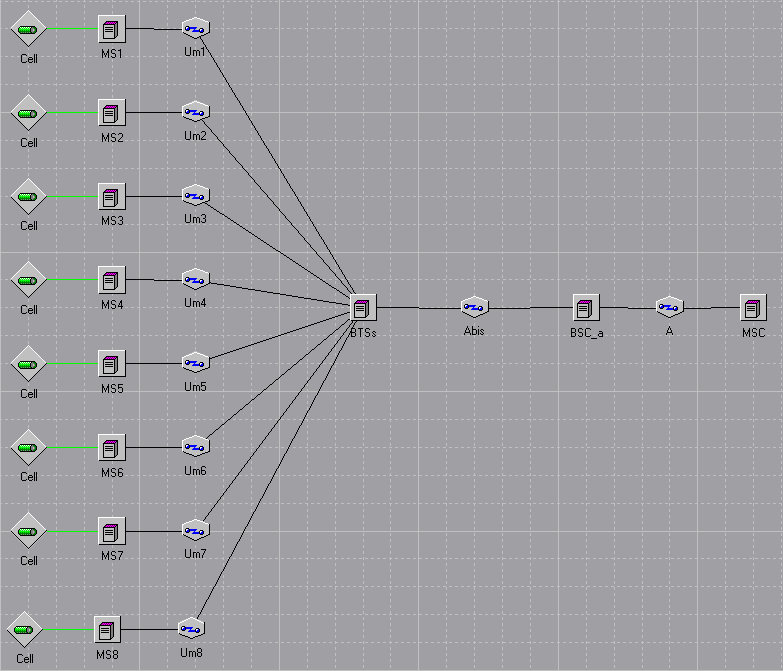 Cell MS1 Um1
Cell MS2 Um2
Cell MS3 Um3
Cell MS4 Um4
BTSs Abis BSC_a A MSC
Cell MS5 Um5
Cell MS6 Um6
Cell MS7 Um7
Cell MS8 Um8